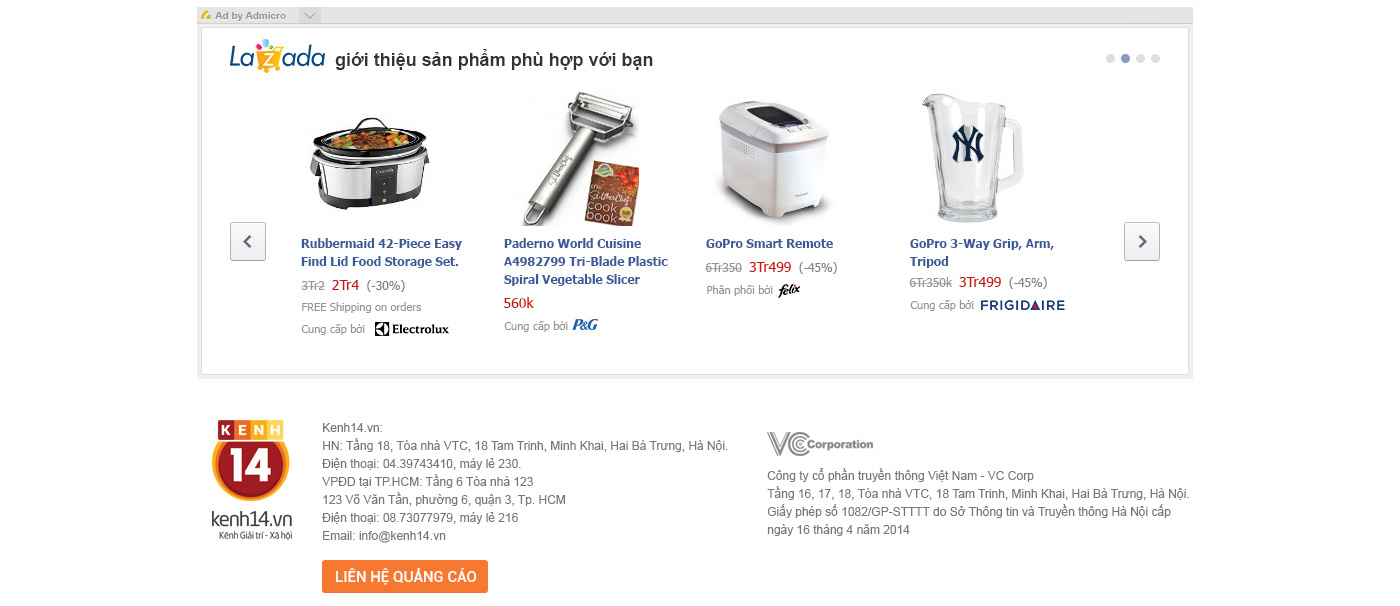 Ad by Admicro
Lazada giới thiệu sản phẩm phù hợp với bạn
Rubbermaid 42-Piece Easy
Find Lid Food Storage Set.
3Tr2 2Tr4 (-30%)
FREE Shipping on orders
Cung cấp bởi Electrolux
Paderno World Cuisine
A4982799 Tri-Blade Plastic
Spiral Vegetable Slicer
560k
Cung cấp bởi P&G
GoPro Smart Remote
6Tr350 3Tr499 (-45%)
Phân phối bởi felix
GoPro 3-Way Grip, Arm,
Tripod
6Tr350k 3Tr499 (-45%)
Cung cấp bởi FRIGIDAIRE
cook
book
NY
KENH
14
kenh14.vn
Kênh Giải trí - Xã hội
Kenh14.vn:
HN: Tầng 18, Tòa nhà VTC, 18 Tam Trinh, Minh Khai, Hai Bà Trưng, Hà Nội.
Điện thoại: 04.39743410, máy lẻ 230.
VPĐD tại TP.HCM: Tầng 6 Tòa nhà 123
123 Võ Văn Tần, phường 6, quận 3, Tp. HCM
Điện thoại: 08.73077979, máy lẻ 216
Email: info@kenh14.vn
LIÊN HỆ QUẢNG CÁO
VCCorporation
Công ty cổ phần truyền thông Việt Nam - VC Corp
Tầng 16, 17, 18, Tòa nhà VTC, 18 Tam Trinh, Minh Khai, Hai Bà Trưng, Hà Nội.
Giấy phép số 1082/GP-STTTT do Sở Thông tin và Truyền thông Hà Nội cấp
ngày 16 tháng 4 năm 2014